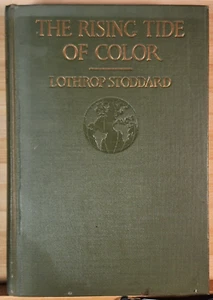 THE RISING TIDE
OF COLOR
LOTHROP STODDARD